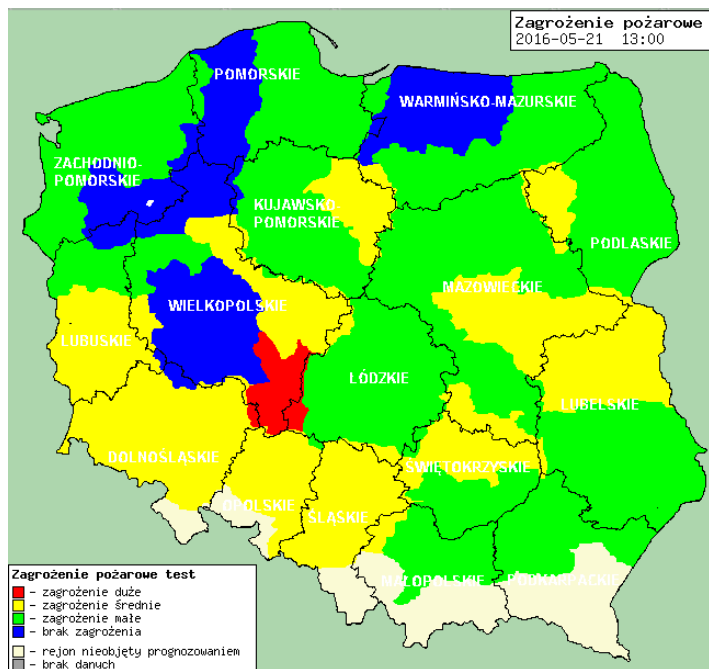 Zagrożenie pożarowe
2016-05-21 13:00
POMORSKIE
WARMIŃSKO-MAZURSKIE
ZACHODNIO-
POMORSKIE
KUJAWSKO-
POMORSKIE
PODLASKIE
MAZOWIECKIE
WIELKOPOLSKIE
LUBUSKIE
ŁÓDZKIE
LUBELSKIE
DOLNOŚLĄSKIE
ŚWIĘTOKRZYSKIE
OPOLSKIE
ŚLĄSKIE
MAŁOPOLSKIE
PODKARPACKIE
Zagrożenie pożarowe test
- zagrożenie duże
- zagrożenie średnie
- zagrożenie małe
- brak zagrożenia
- rejon nieobjęty prognozowaniem
- brak danych